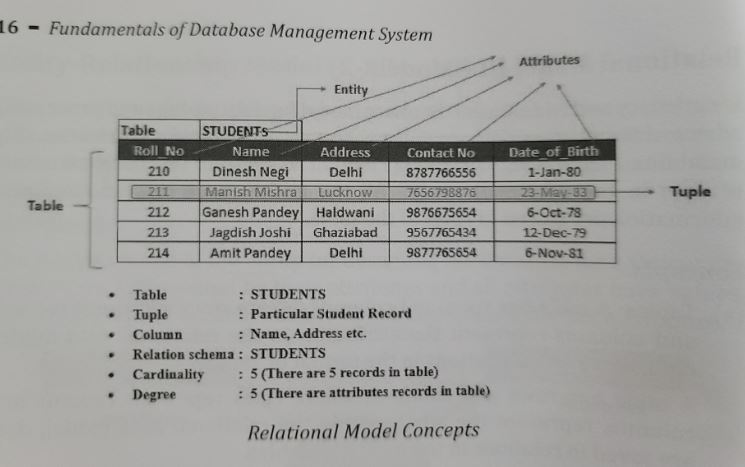 16 – Fundamentals of Database Management System
Attributes
Entity
Table STUDENTS
Roll_No Name Address Contact No Date_of_Birth
210 Dinesh Negi Delhi 8787766556 1-Jan-80
211 Manish Mishra Lucknow 7656798876 23-May-83 Tuple
Table
212 Ganesh Pandey Haldwani 9876675654 6-Oct-78
213 Jagdish Joshi Ghaziabad 9567765434 12-Dec-79
214 Amit Pandey Delhi 9877765654 6-Nov-81
• Table : STUDENTS
• Tuple : Particular Student Record
• Column : Name, Address etc.
• Relation schema : STUDENTS
• Cardinality : 5 (There are 5 records in table)
• Degree : 5 (There are attributes records in table)
Relational Model Concepts